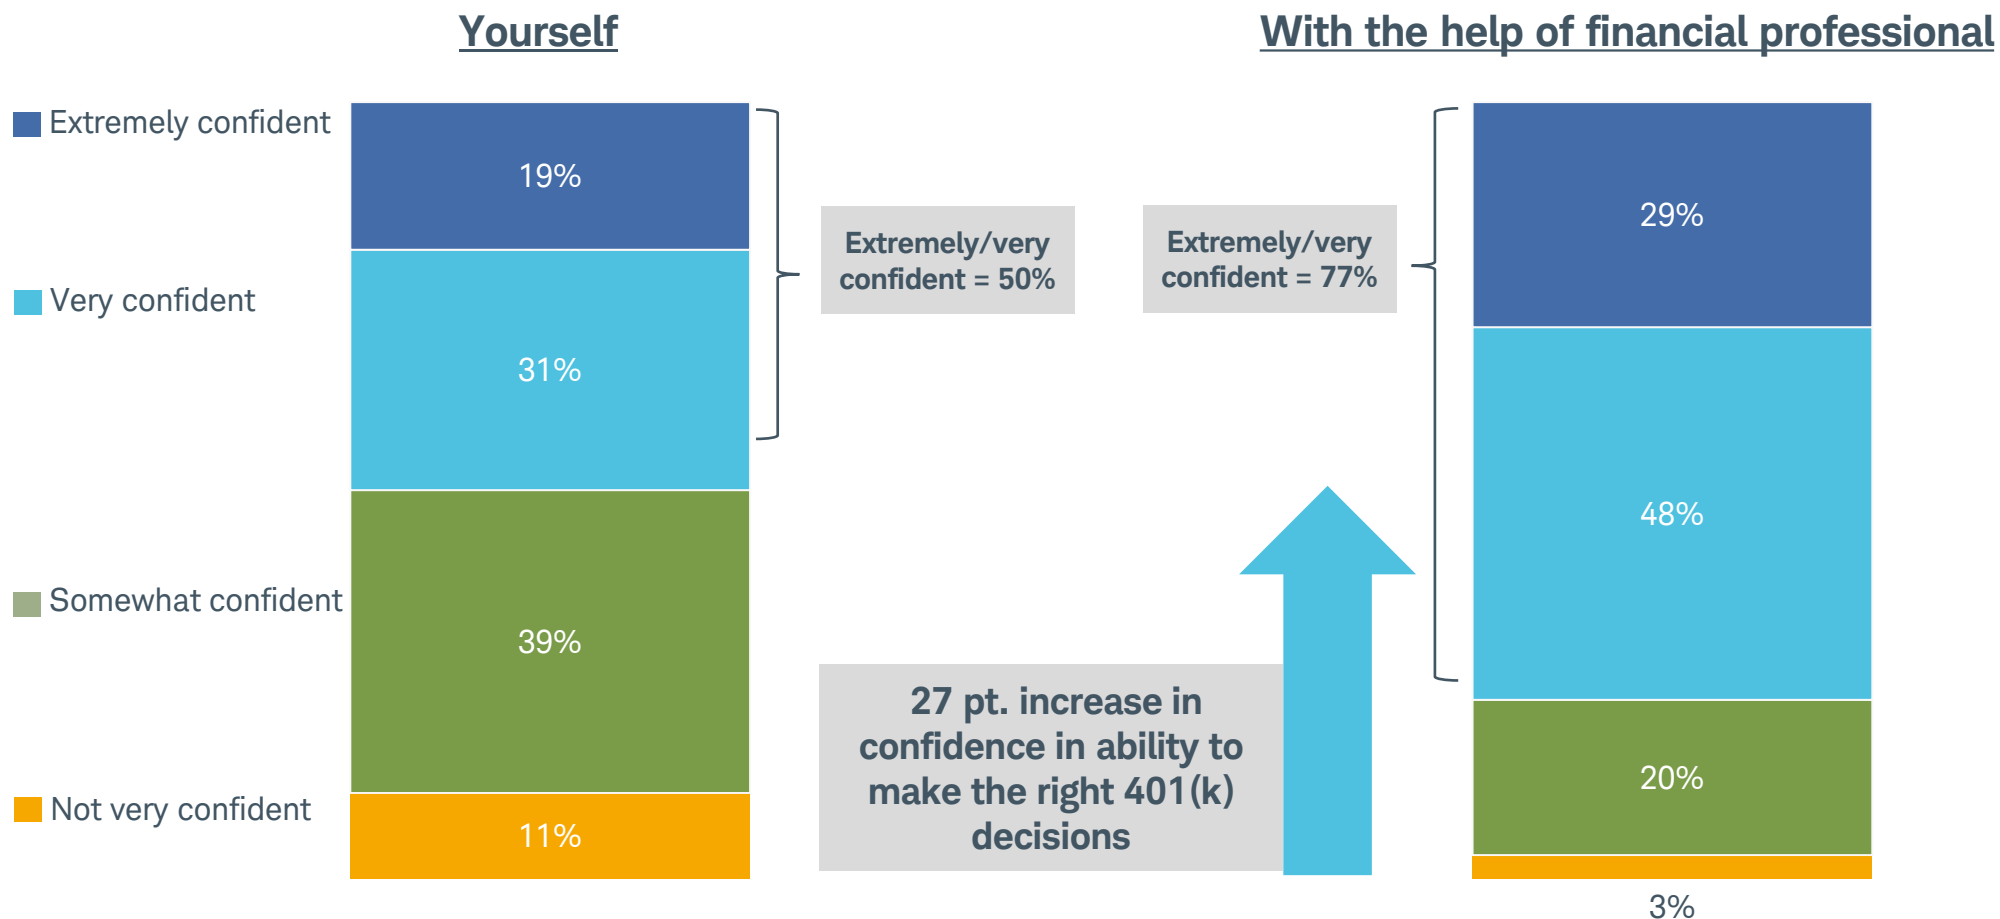 Yourself
With the help of financial professional
Extremely confident
Very confident
Somewhat confident
Not very confident
19%
31%
39%
11%
Extremely/very
confident = 50%
Extremely/very
confident = 77%
27 pt. increase in
confidence in ability to
make the right 401(k)
decisions
29%
48%
20%
3%